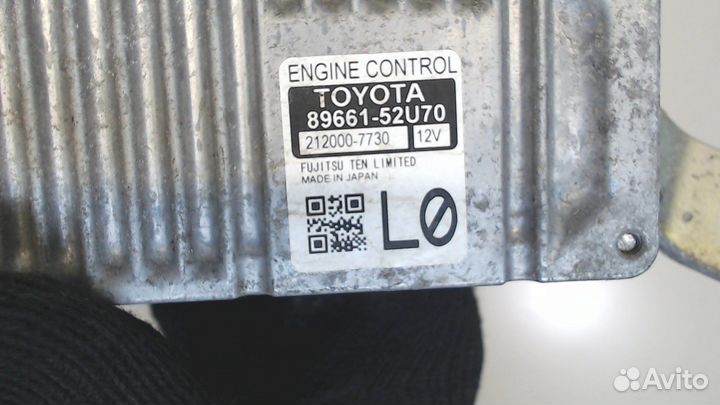 ENGINE CONTROL
TOYOTA
89661-52U70
212000-7730 12V
FUJITSU TEN LIMITED
MADE IN JAPAN
L0
Avito